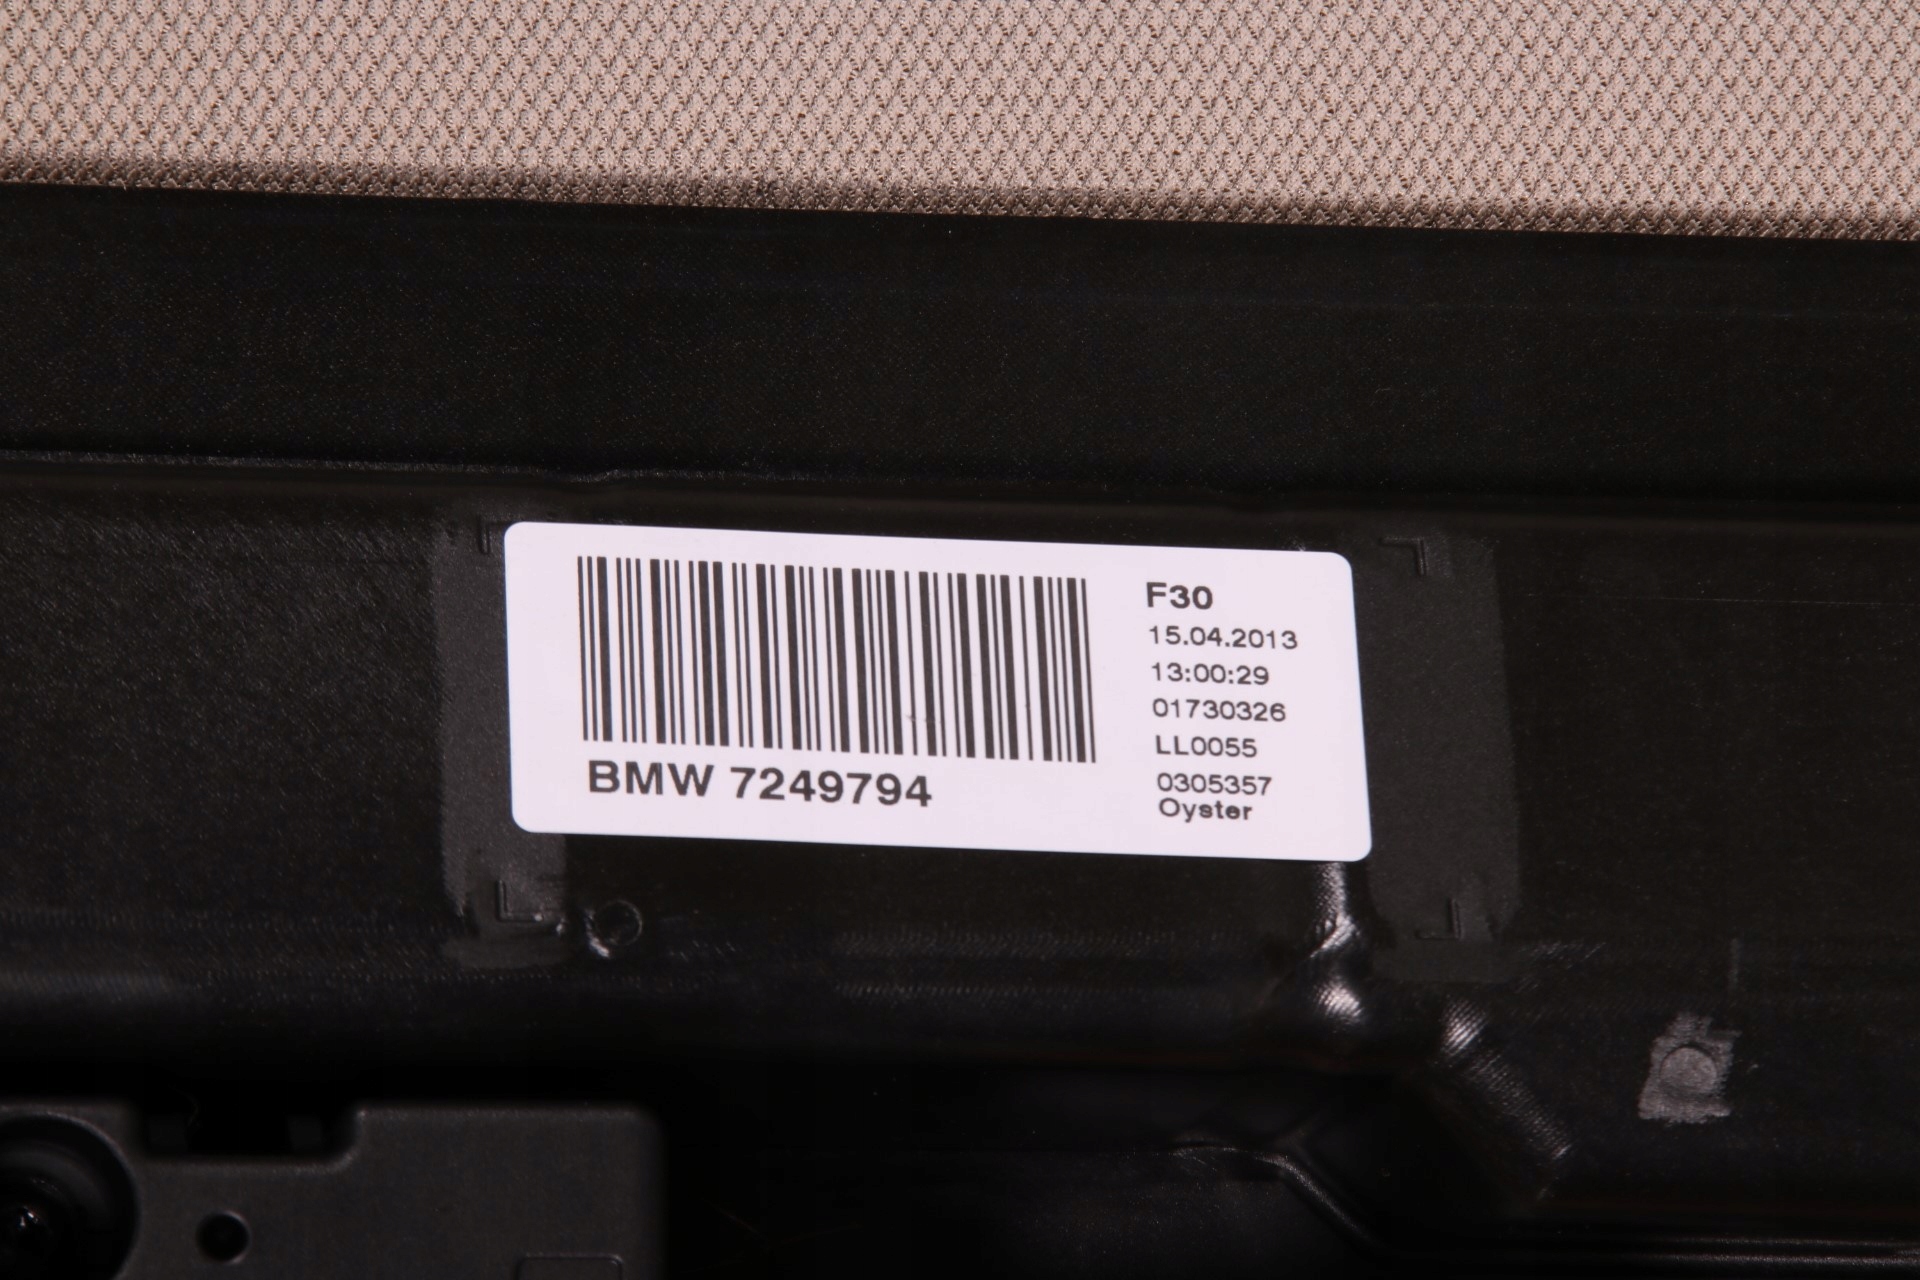 BMW 7249794
F30
15.04.2013
13:00:29
01730326
LL0055
0305357
Oyster